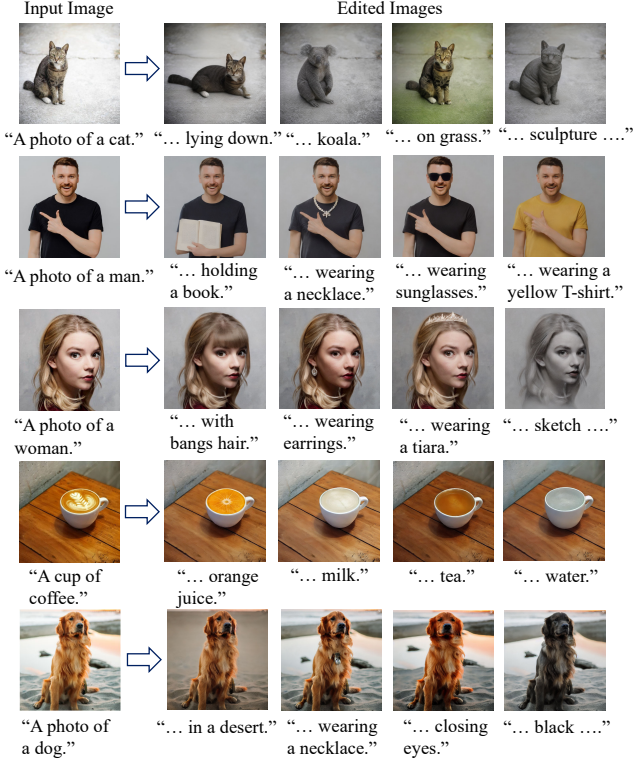 Input Image
Edited Images
“A photo of a cat.”
“… lying down.”
“… koala.”
“… on grass.”
“… sculpture ….”
“A photo of a man.”
“… holding
a book.”
“… wearing
a necklace.”
“… wearing
sunglasses.”
“… wearing a
yellow T-shirt.”
“A photo of a
woman.”
“… with
bangs hair.”
“… wearing
earrings.”
“… wearing
a tiara.”
“… sketch ….”
“A cup of
coffee.”
“… orange
juice.”
“… milk.”
“… tea.”
“… water.”
“A photo of
a dog.”
“… in a desert.”
“… wearing
a necklace.”
“… closing
eyes.”
“… black ….”